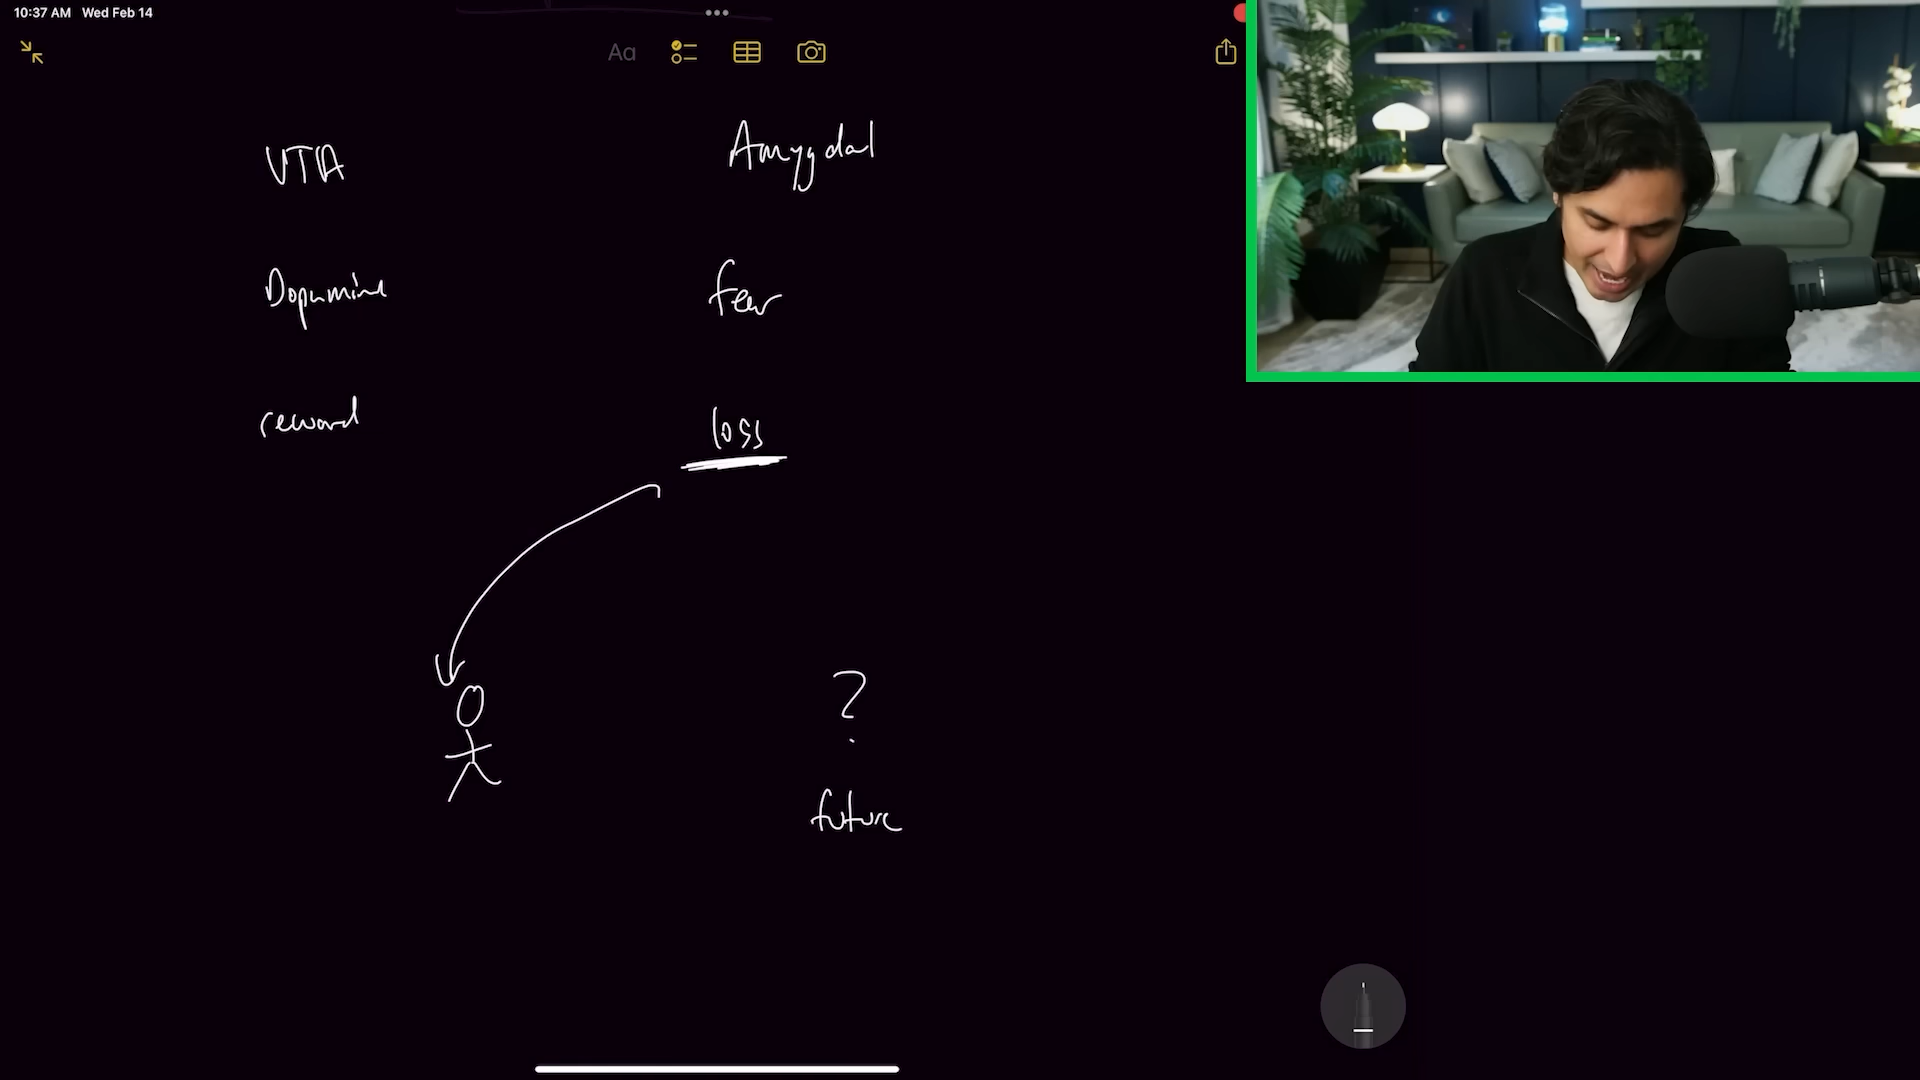 10:37 AM Wed Feb 14
Aa
VTA
Amygdal
Dopamine
fear
reward
loss
?
future